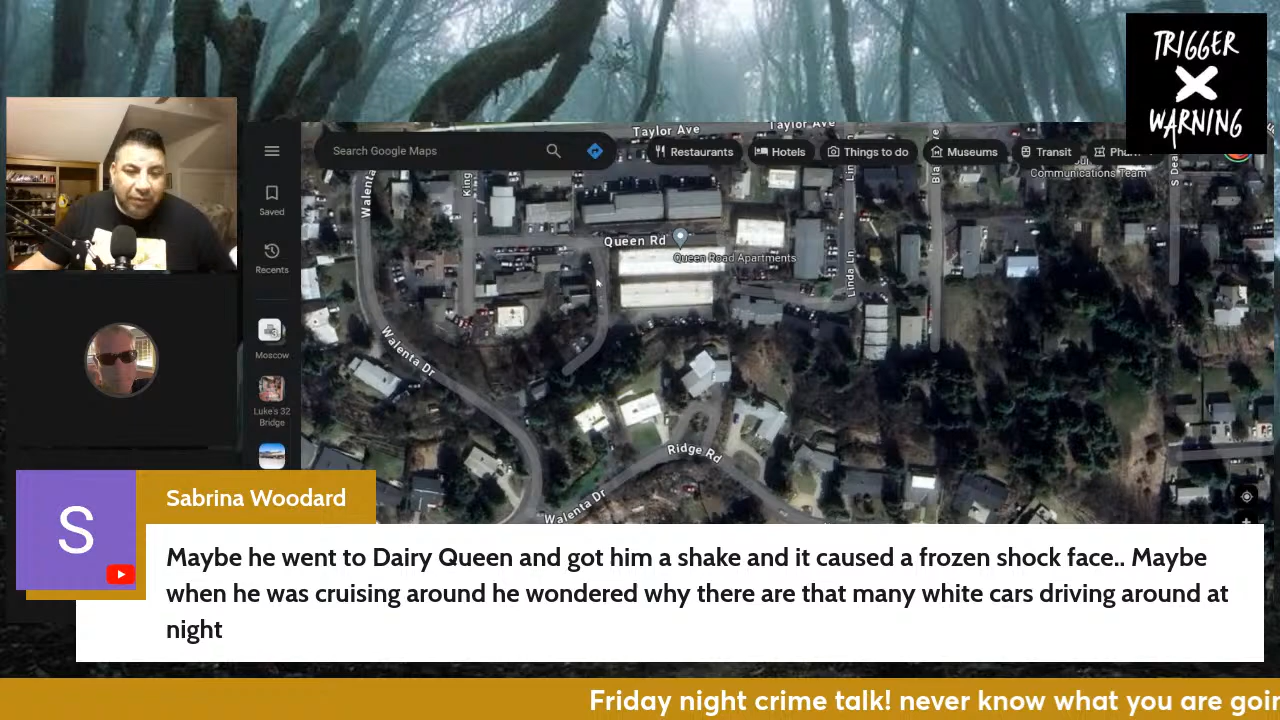 TRIGGER
X
WARNING
Search Google Maps
Restaurants
Hotels
Things to do
Museums
Transit
Saved
Recents
Moscow
Luke's 32
Bridge
Taylor Ave
Taylor Ave
Communications Team
Walenta
King
Queen Rd
Queen Road Apartments
Linda Ln
Walenta Dr
Ridge Rd
Walenta Dr
S
Sabrina Woodard
Maybe he went to Dairy Queen and got him a shake and it caused a frozen shock face.. Maybe
when he was cruising around he wondered why there are that many white cars driving around at
night
Friday night crime talk! never know what you are goin